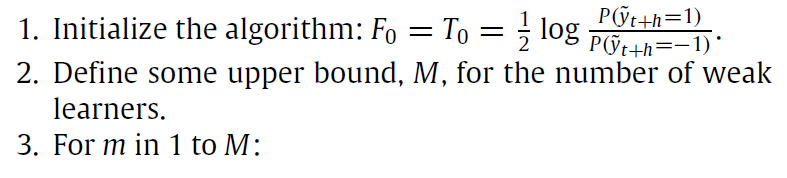 1. Initialize the algorithm: F₀ = T₀ = ½ log P(ỹₜ₊ₕ=1)/P(ỹₜ₊ₕ=−1).
2. Define some upper bound, M, for the number of weak
learners.
3. For m in 1 to M: